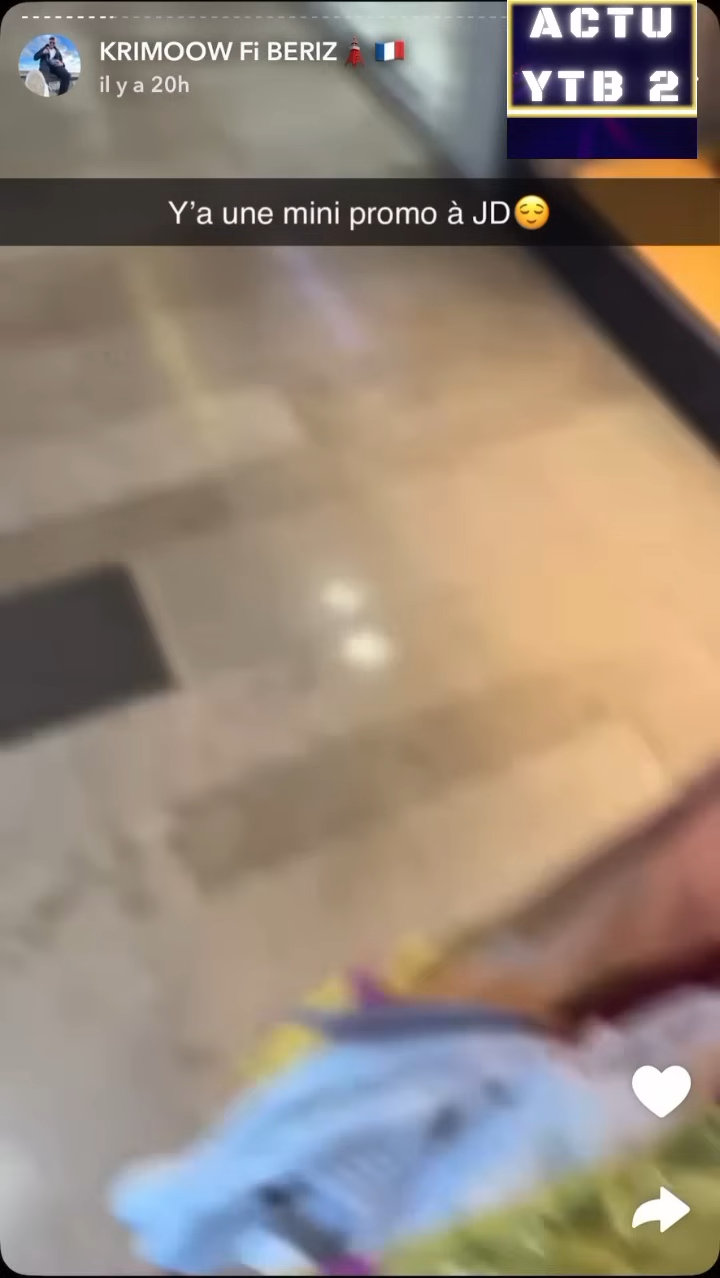 KRIMOOW Fi BERIZ 🗼 🇫🇷
il y a 20h
ACTU
YTB 2
Y’a une mini promo à JD😌